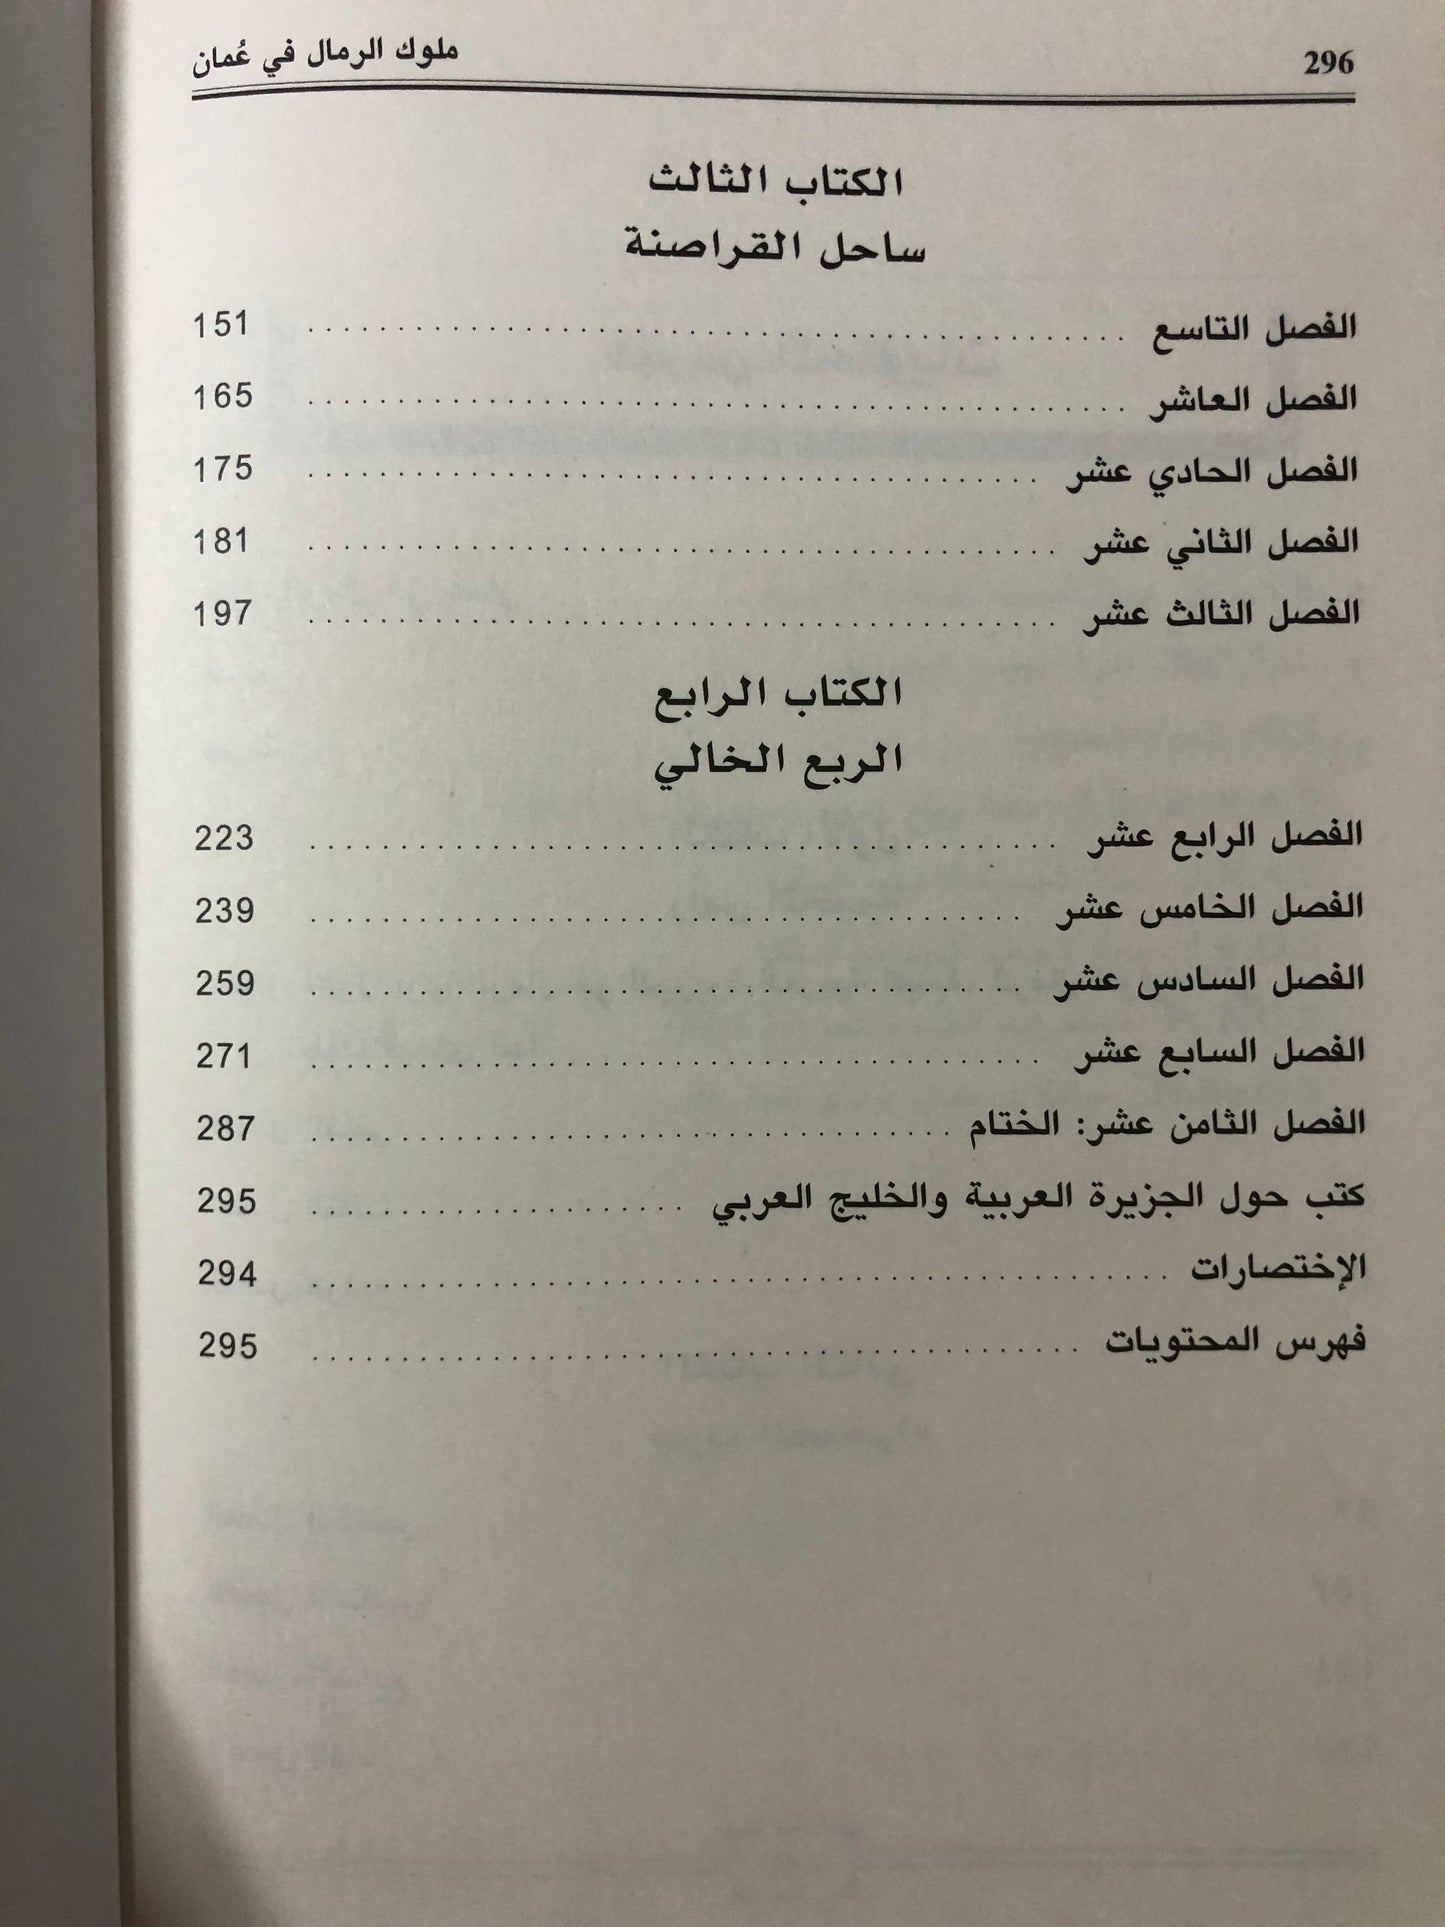 296
ملوك الرمال في عُمان
الكتاب الثالث
ساحل القراصنة
الفصل التاسع ........................................ 151
الفصل العاشر ........................................ 165
الفصل الحادي عشر .................................... 175
الفصل الثاني عشر .................................... 181
الفصل الثالث عشر .................................... 197
الكتاب الرابع
الربع الخالي
الفصل الرابع عشر .................................... 223
الفصل الخامس عشر .................................... 239
الفصل السادس عشر .................................... 259
الفصل السابع عشر .................................... 271
الفصل الثامن عشر: الختام ............................ 287
كتب حول الجزيرة العربية والخليج العربي ................ 295
الإختصارات .......................................... 294
فهرس المحتويات ...................................... 295